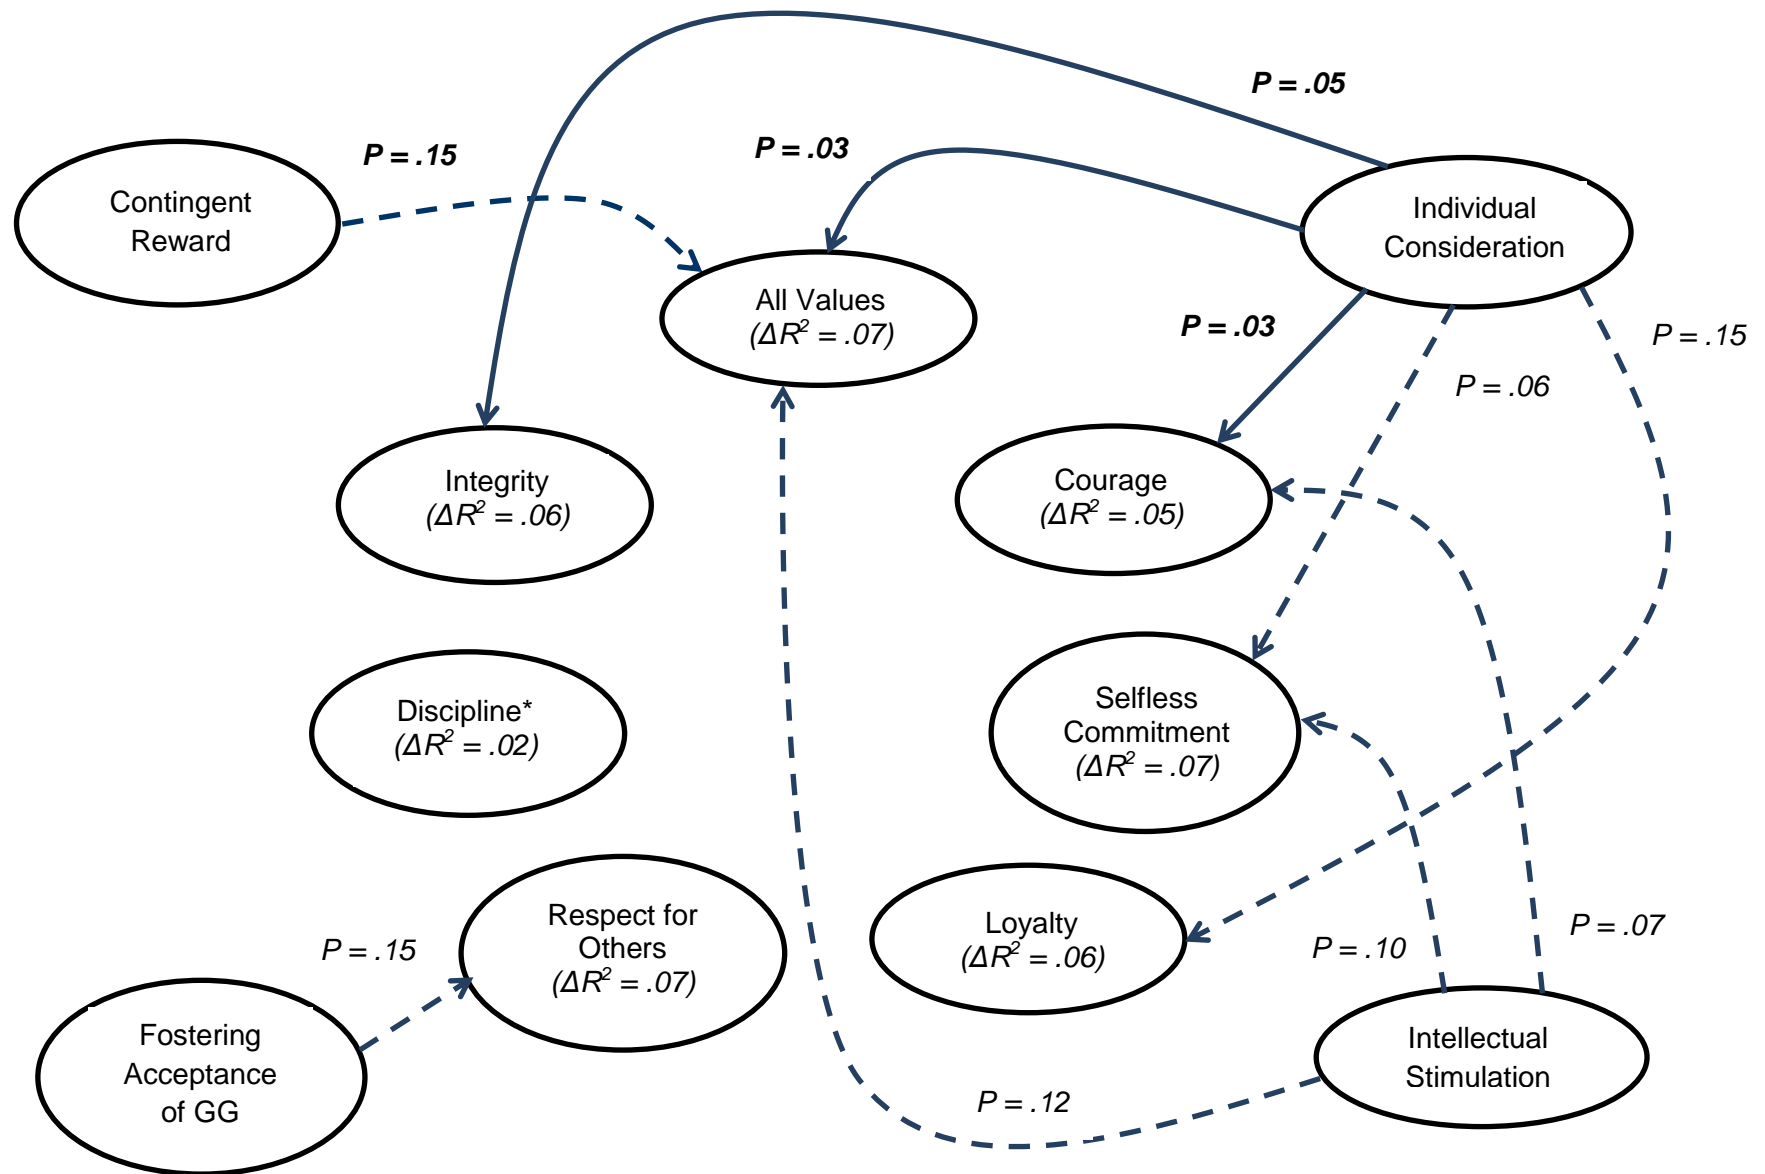 P = .05
P = .15
P = .03
Contingent
Reward
Individual
Consideration
All Values
(ΔR² = .07)
P = .03
P = .15
P = .06
Integrity
(ΔR² = .06)
Courage
(ΔR² = .05)
Discipline*
(ΔR² = .02)
Selfless
Commitment
(ΔR² = .07)
Respect for
Others
(ΔR² = .07)
Loyalty
(ΔR² = .06)
P = .15
P = .10
P = .07
Fostering
Acceptance
of GG
Intellectual
Stimulation
P = .12